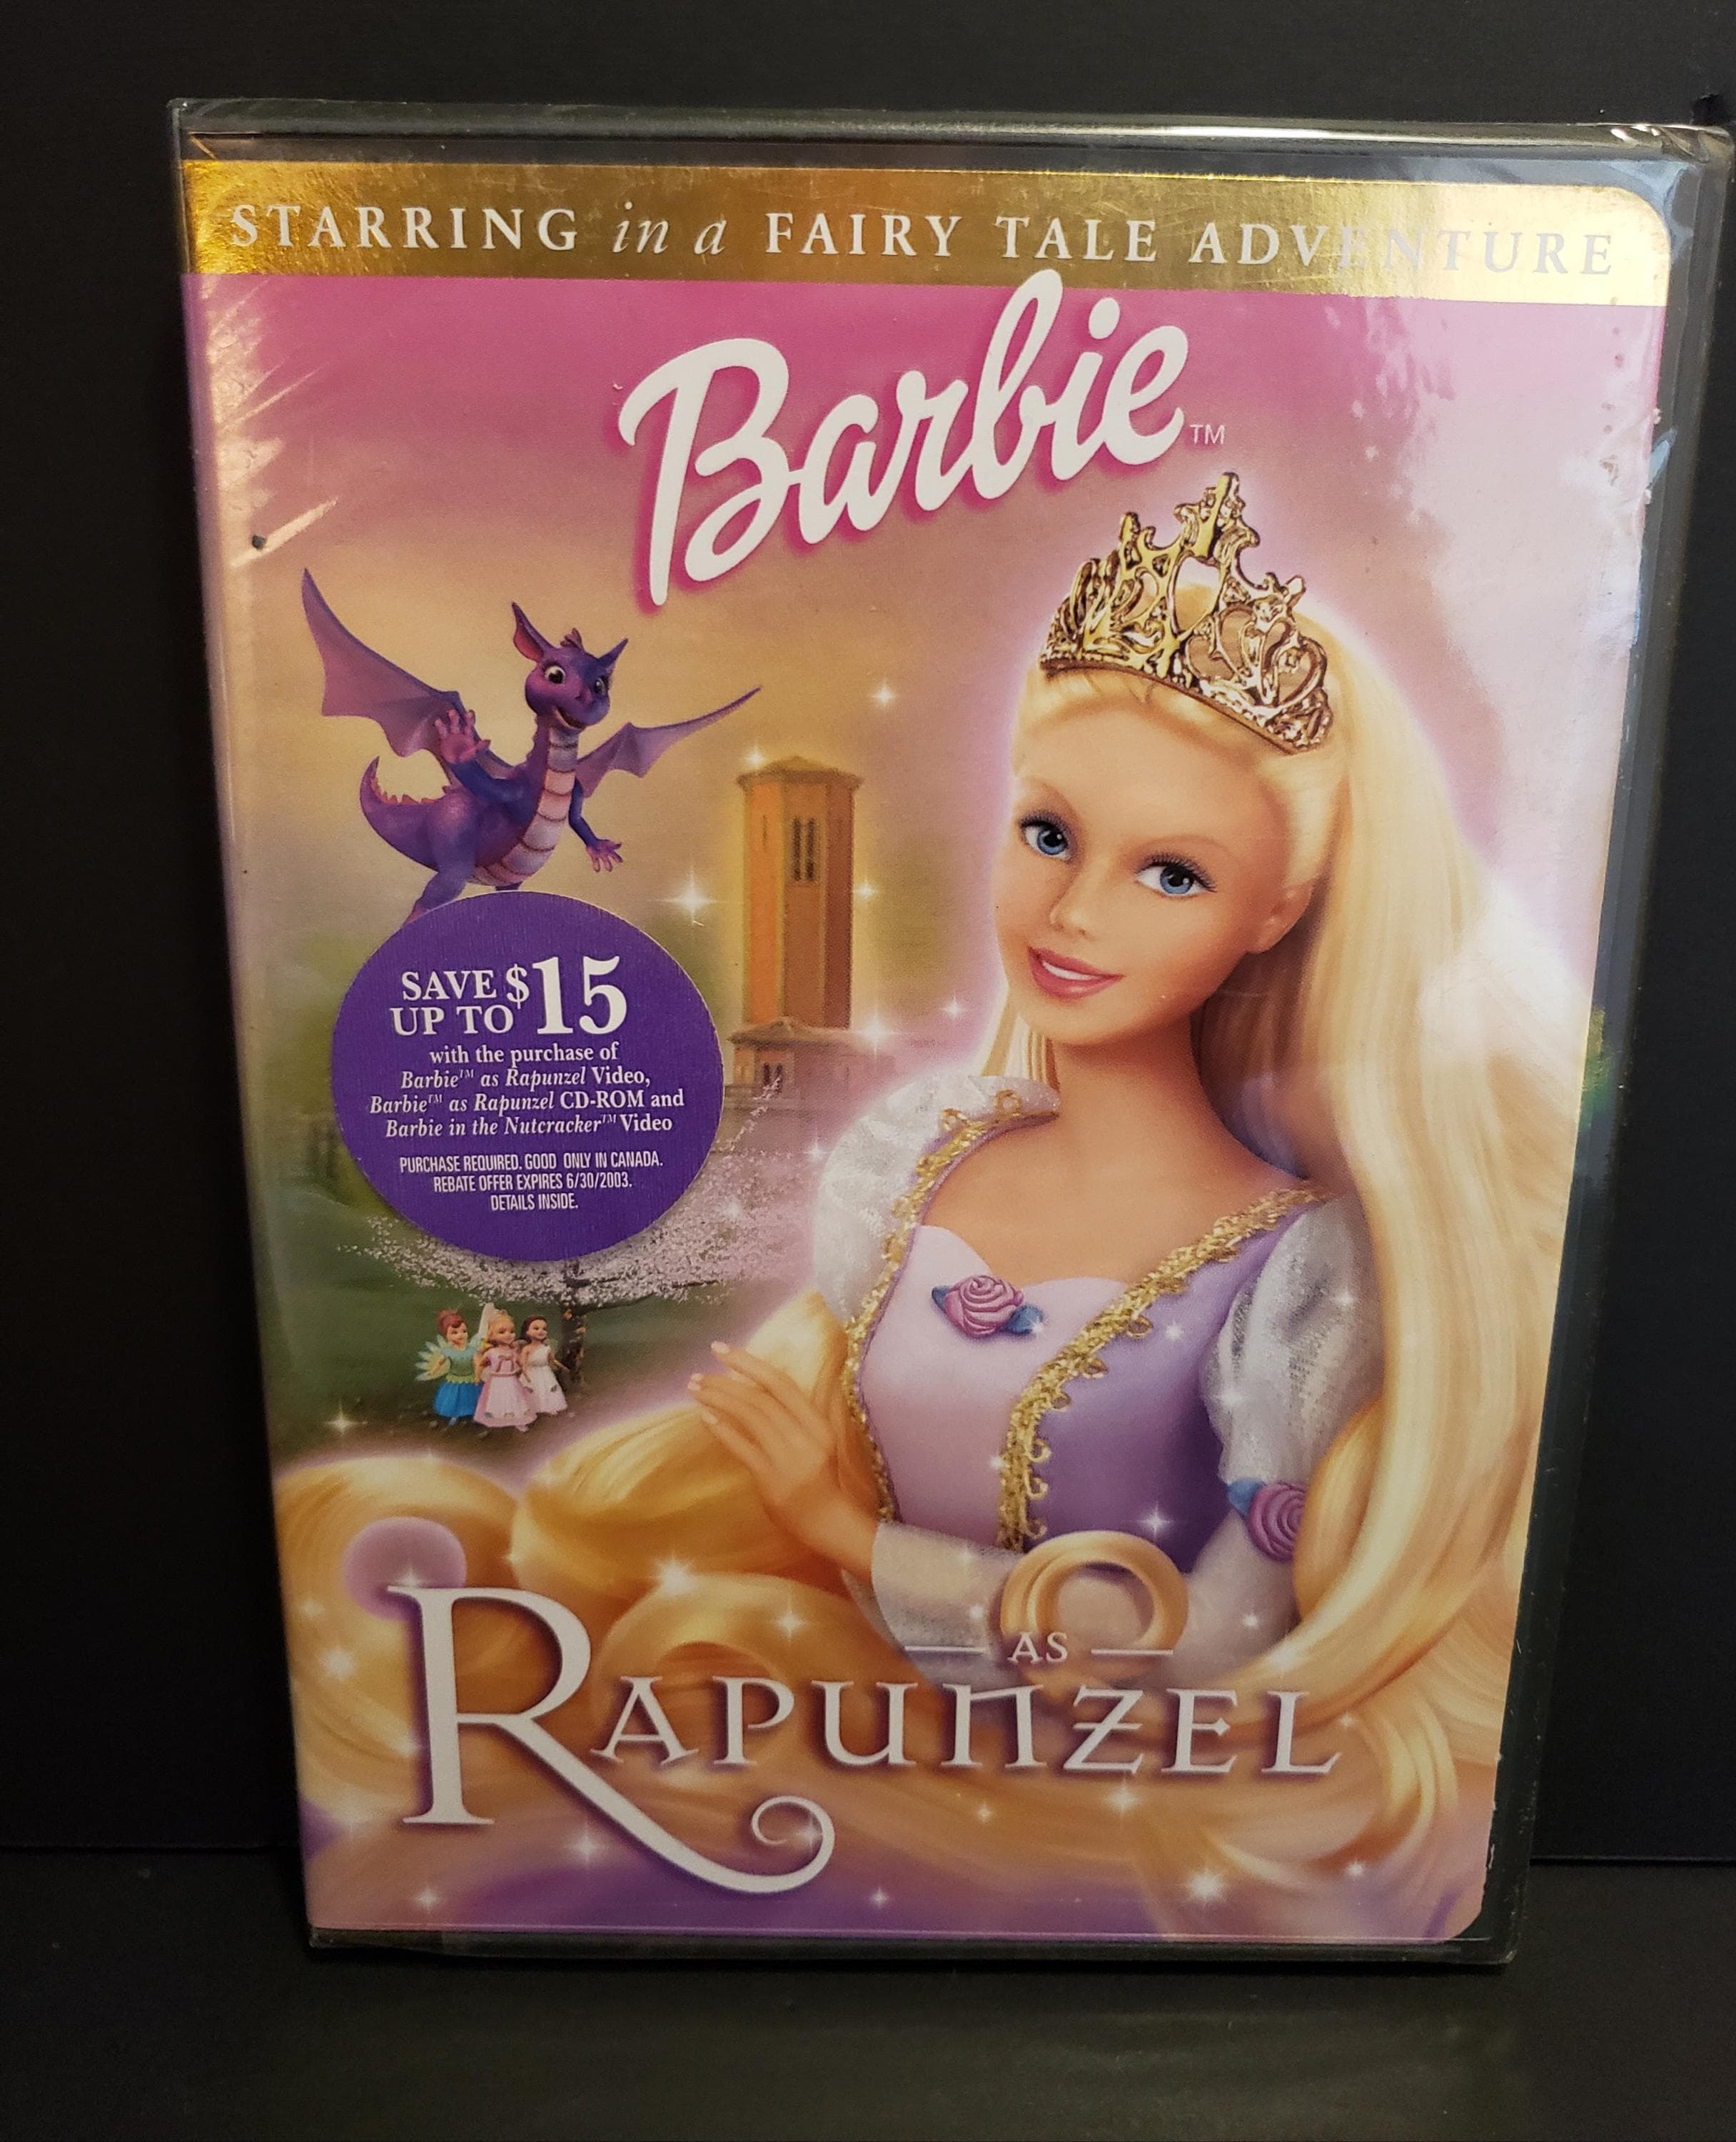 STARRING in a FAIRY TALE ADVENTURE
Barbie™
SAVE
UP TO $15
with the purchase of
Barbie™ as Rapunzel Video,
Barbie™ as Rapunzel CD-ROM and
Barbie in the Nutcracker™ Video
PURCHASE REQUIRED. GOOD ONLY IN CANADA.
REBATE OFFER EXPIRES 6/30/2003.
DETAILS INSIDE.
AS
RAPUNZEL